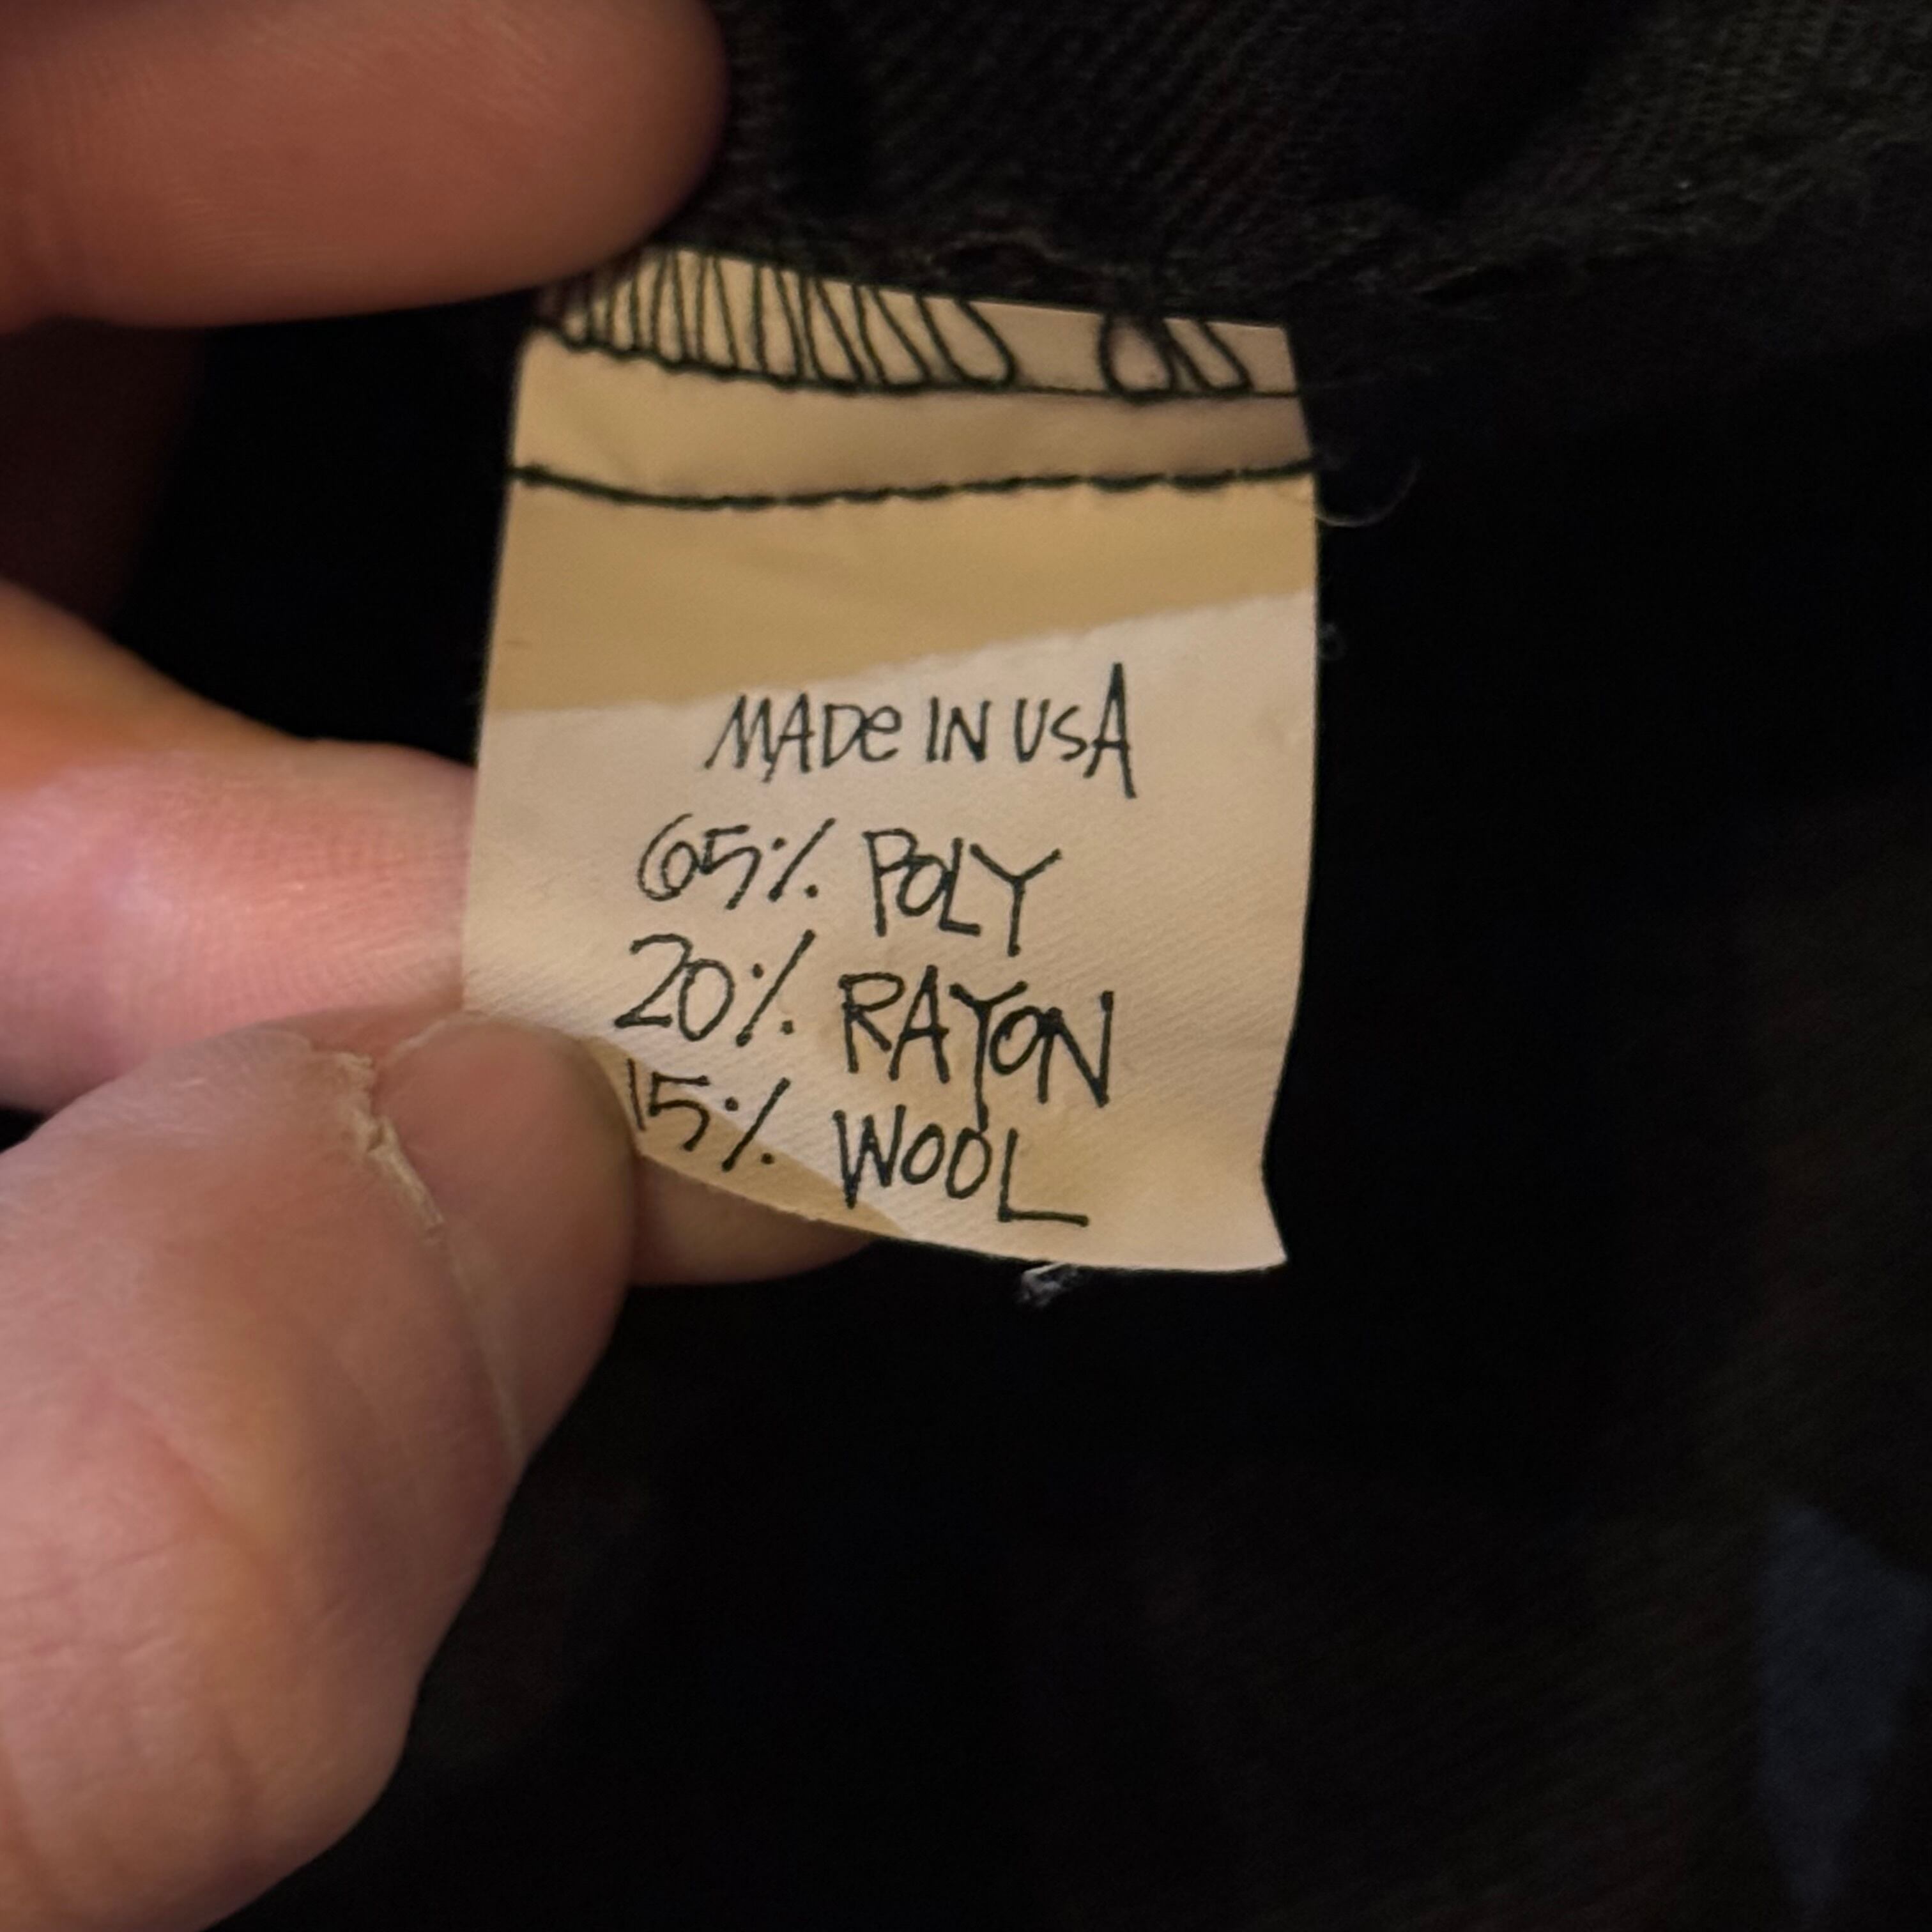 MADe IN USA
65% POLY
20% RAYON
15% WOOL